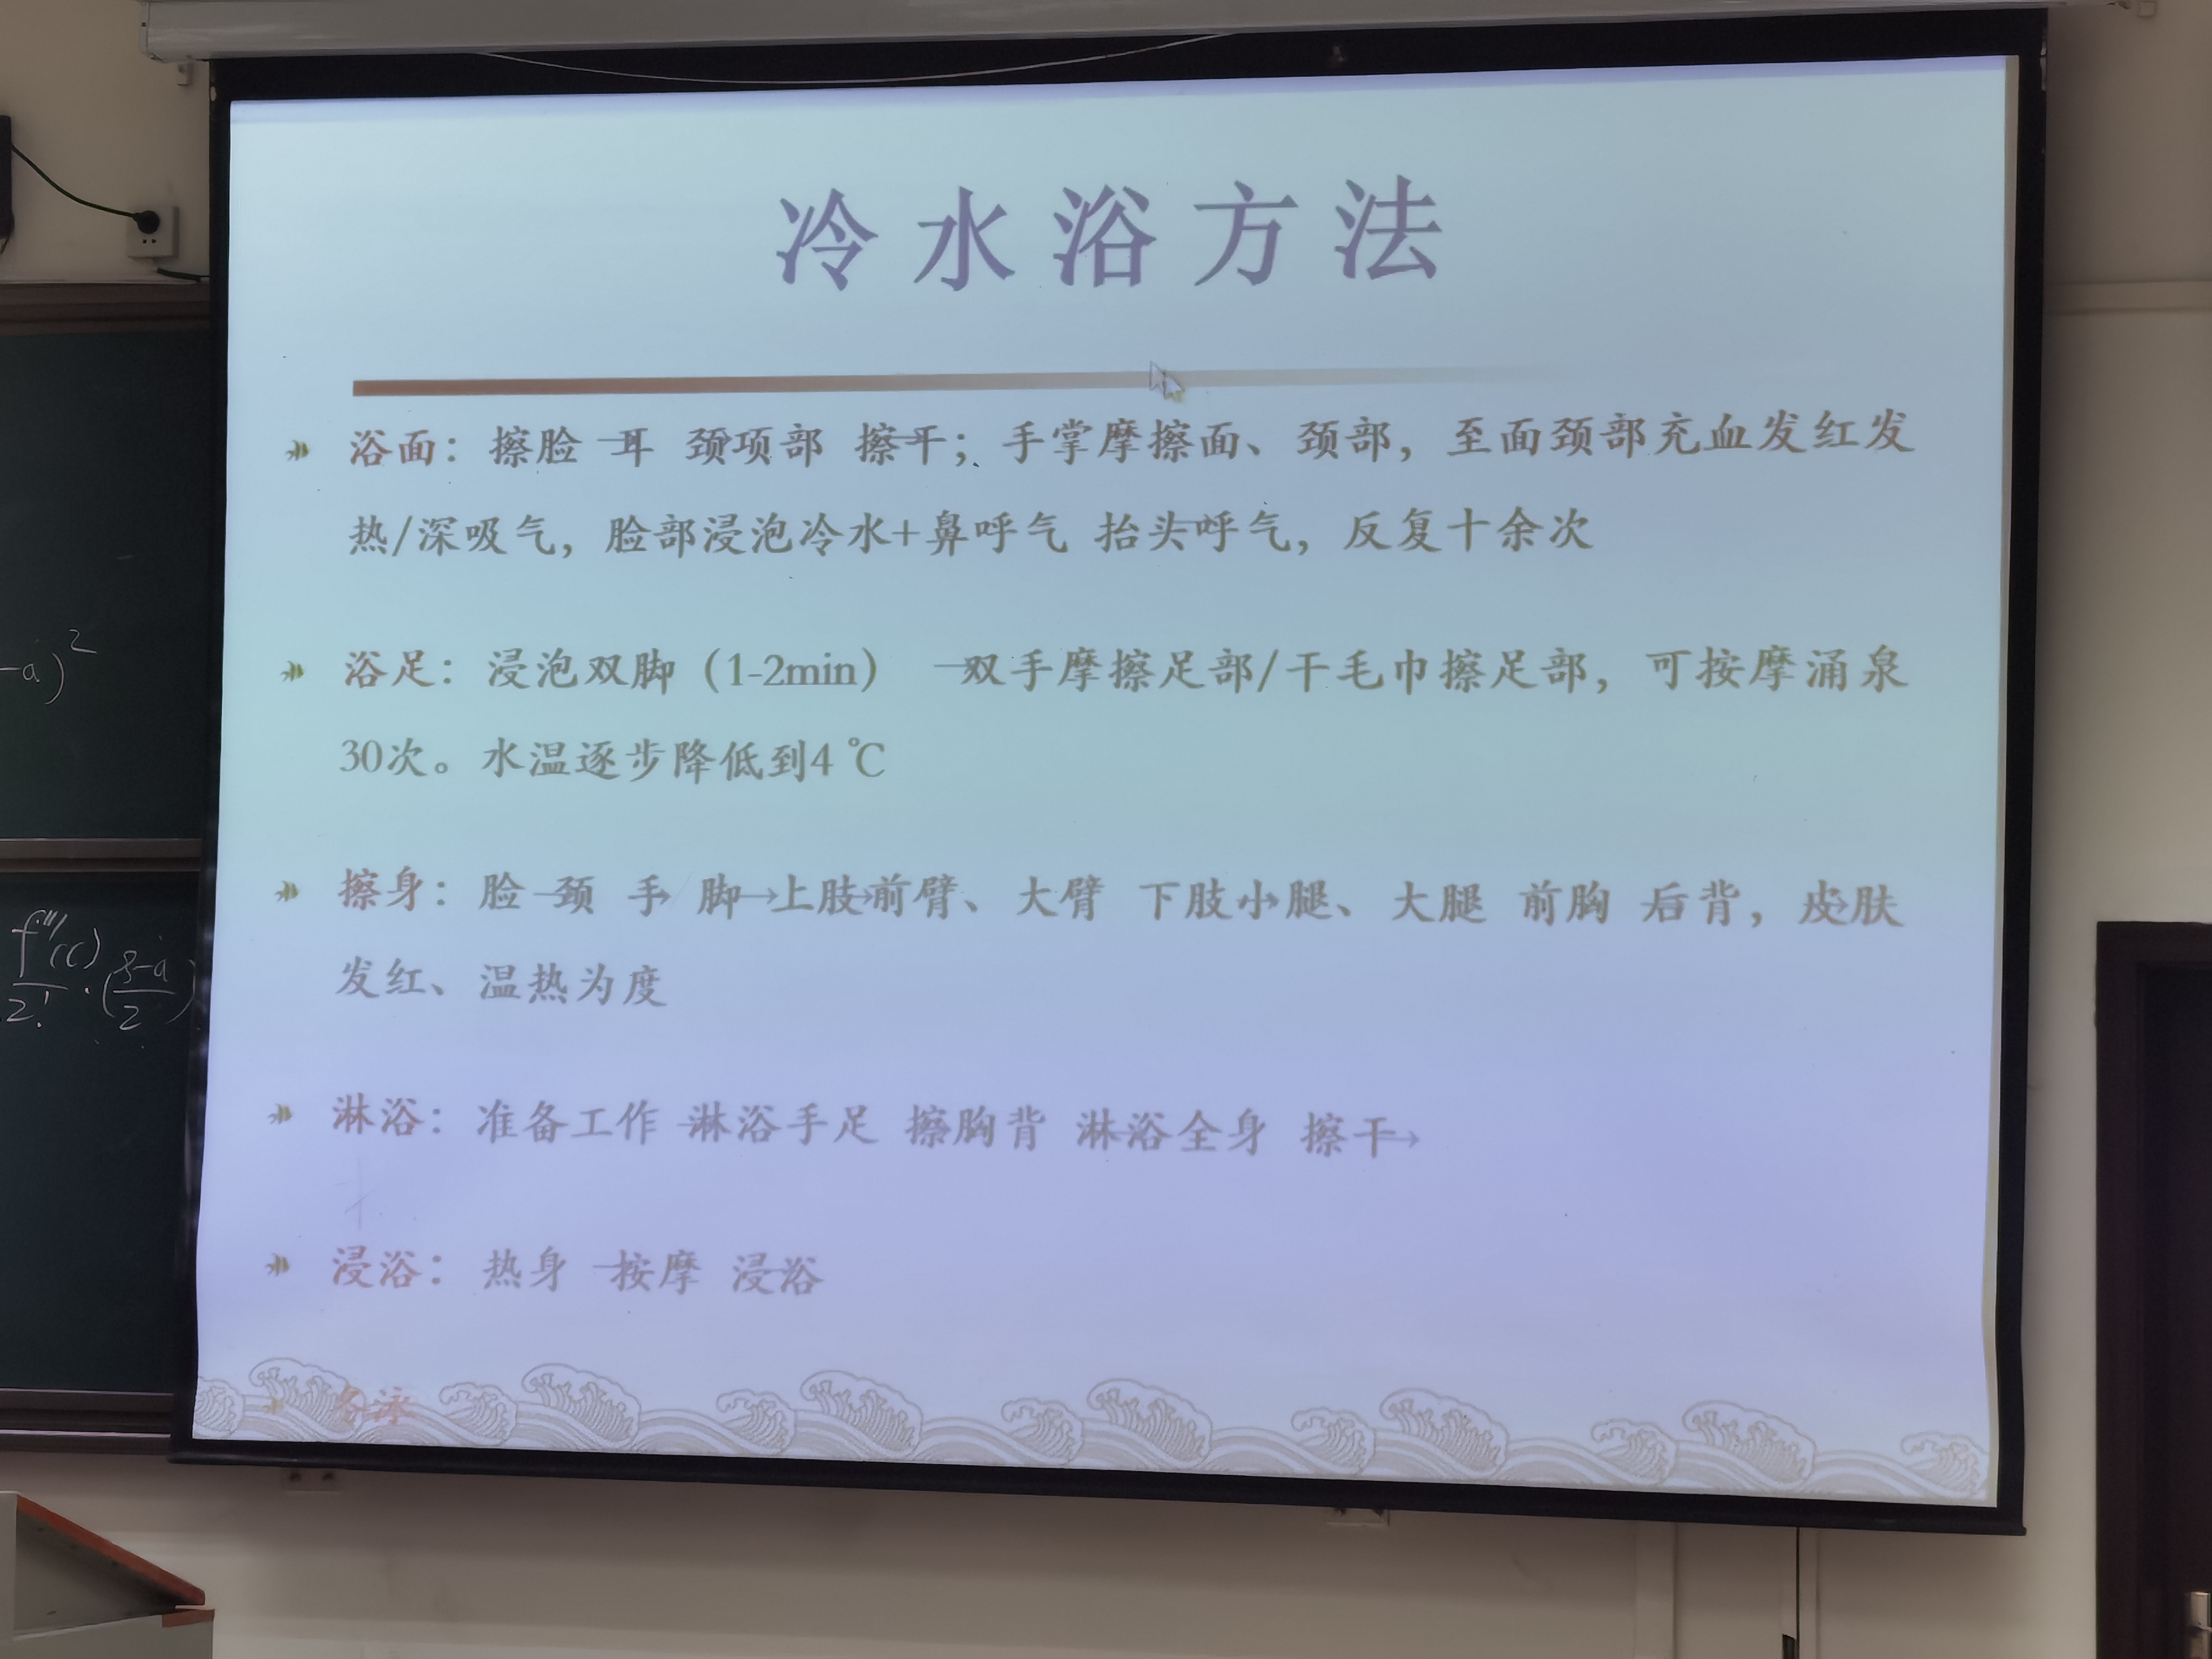 冷水浴方法
浴面：擦脸→耳 颈项部 擦干；手掌摩擦面、颈部，至面颈部充血发红发
热/深吸气，脸部浸泡冷水+鼻呼气 抬头呼气，反复十余次
浴足：浸泡双脚（1-2min） →双手摩擦足部/干毛巾擦足部，可按摩涌泉
30次。水温逐步降低到4 ℃
擦身：脸→颈 手→ 脚→上肢→前臂、大臂 下肢小腿、大腿 前胸 后背，皮肤
发红、温热为度
淋浴：准备工作 →淋浴手足 擦胸背 淋浴全身 擦干→
浸浴：热身 →按摩 浸浴
冬泳
-a)²
f'''(c)
2! · (
-a
2
)